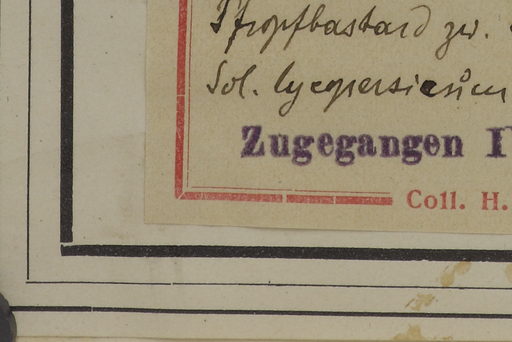 Pfropfbastard zw.
Sol. lycopersicum
Zugegangen I
Coll. H.